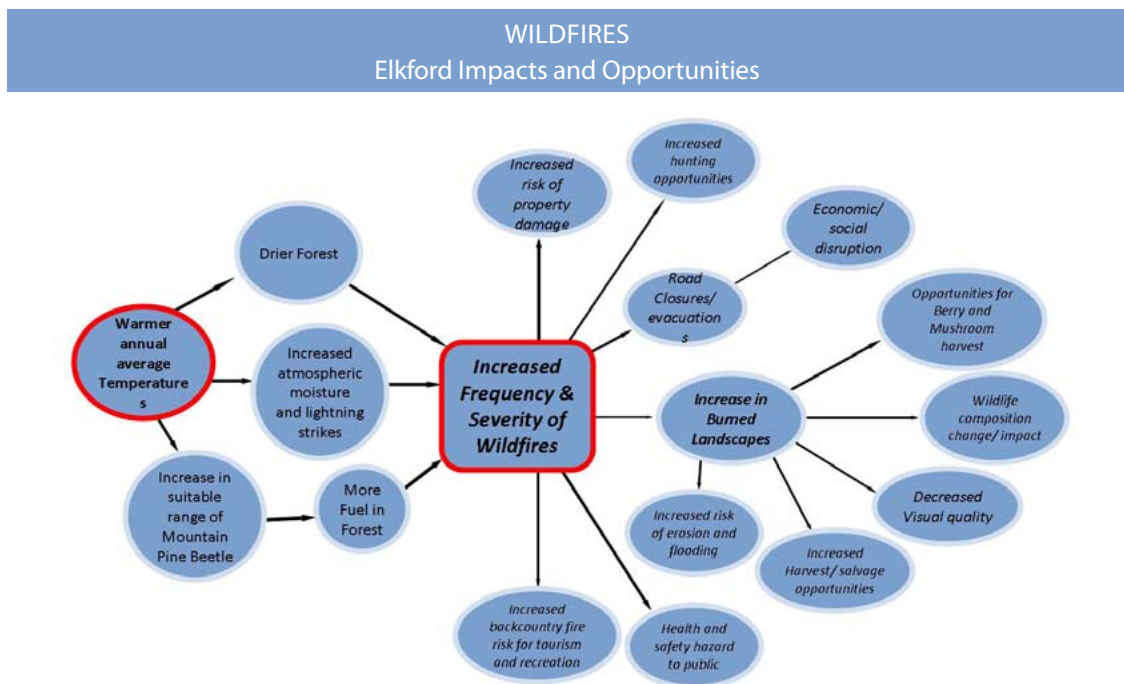 WILDFIRES
Elkford Impacts and Opportunities
Increased
hunting
opportunities
Increased
risk of
property
damage
Economic/
social
disruption
Drier Forest
Road
Closures/
evacuation
s
Opportunities for
Berry and
Mushroom
harvest
Warmer
annual
average
Temperature
s
Increased
atmospheric
moisture
and lightning
strikes
Increased
Frequency &
Severity of
Wildfires
Increase in
Burned
Landscapes
Wildlife
composition
change/ impact
Increase in
suitable
range of
Mountain
Pine Beetle
More
Fuel in
Forest
Decreased
Visual quality
Increased risk
of erosion and
flooding
Increased
Harvest/ salvage
opportunities
Increased
backcountry fire
risk for tourism
and recreation
Health and
safety hazard
to public